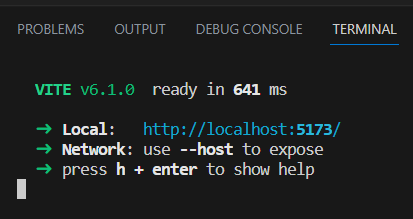 PROBLEMS OUTPUT DEBUG CONSOLE TERMINAL
VITE v6.1.0 ready in 641 ms
➜ Local: http://localhost:5173/
➜ Network: use --host to expose
➜ press h + enter to show help